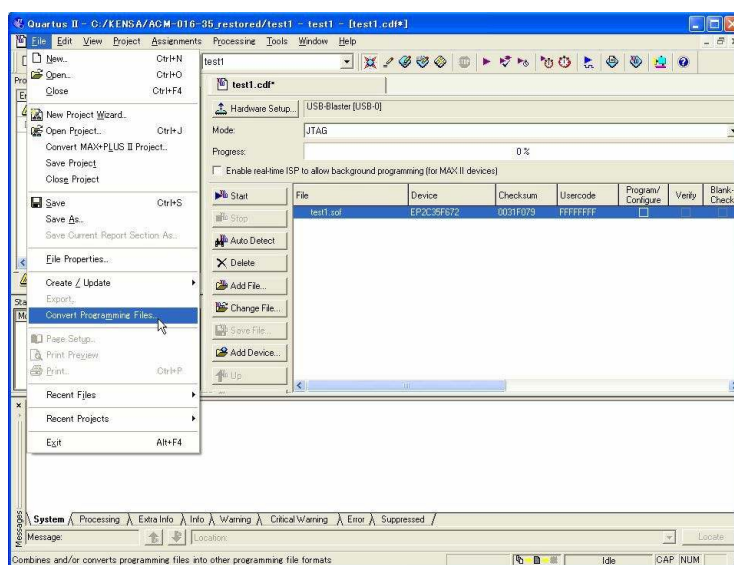 Quartus II - C:/KENSA/ACM-016-35_restored/test1 - test1 - [test1.cdf*]
File Edit View Project Assignments Processing Tools Window Help
test1
New... Ctrl+N
Open... Ctrl+O
Close Ctrl+F4
New Project Wizard...
Open Project... Ctrl+J
Convert MAX+PLUS II Project...
Save Project
Close Project
Save Ctrl+S
Save As...
Save Current Report Section As...
File Properties...
Create / Update
Export...
Convert Programming Files...
Page Setup...
Print Preview
Print... Ctrl+P
Recent Files
Recent Projects
Exit Alt+F4
test1.cdf*
Hardware Setup... USB-Blaster [USB-0]
Mode: JTAG
Progress: 0 %
Enable real-time ISP to allow background programming (for MAX II devices)
Start
Stop
Auto Detect
Delete
Add File...
Change File...
Save File...
Add Device...
Up
File Device Checksum Usercode Program/ Configure Verify Blank- Check
test1.sof EP2C35F672 0031F079 FFFFFFFF
System Processing Extra Info Info Warning Critical Warning Error Suppressed
Messages
Message: Location: Locate
Combines and/or converts programming files into other programming file formats Idle CAP NUM